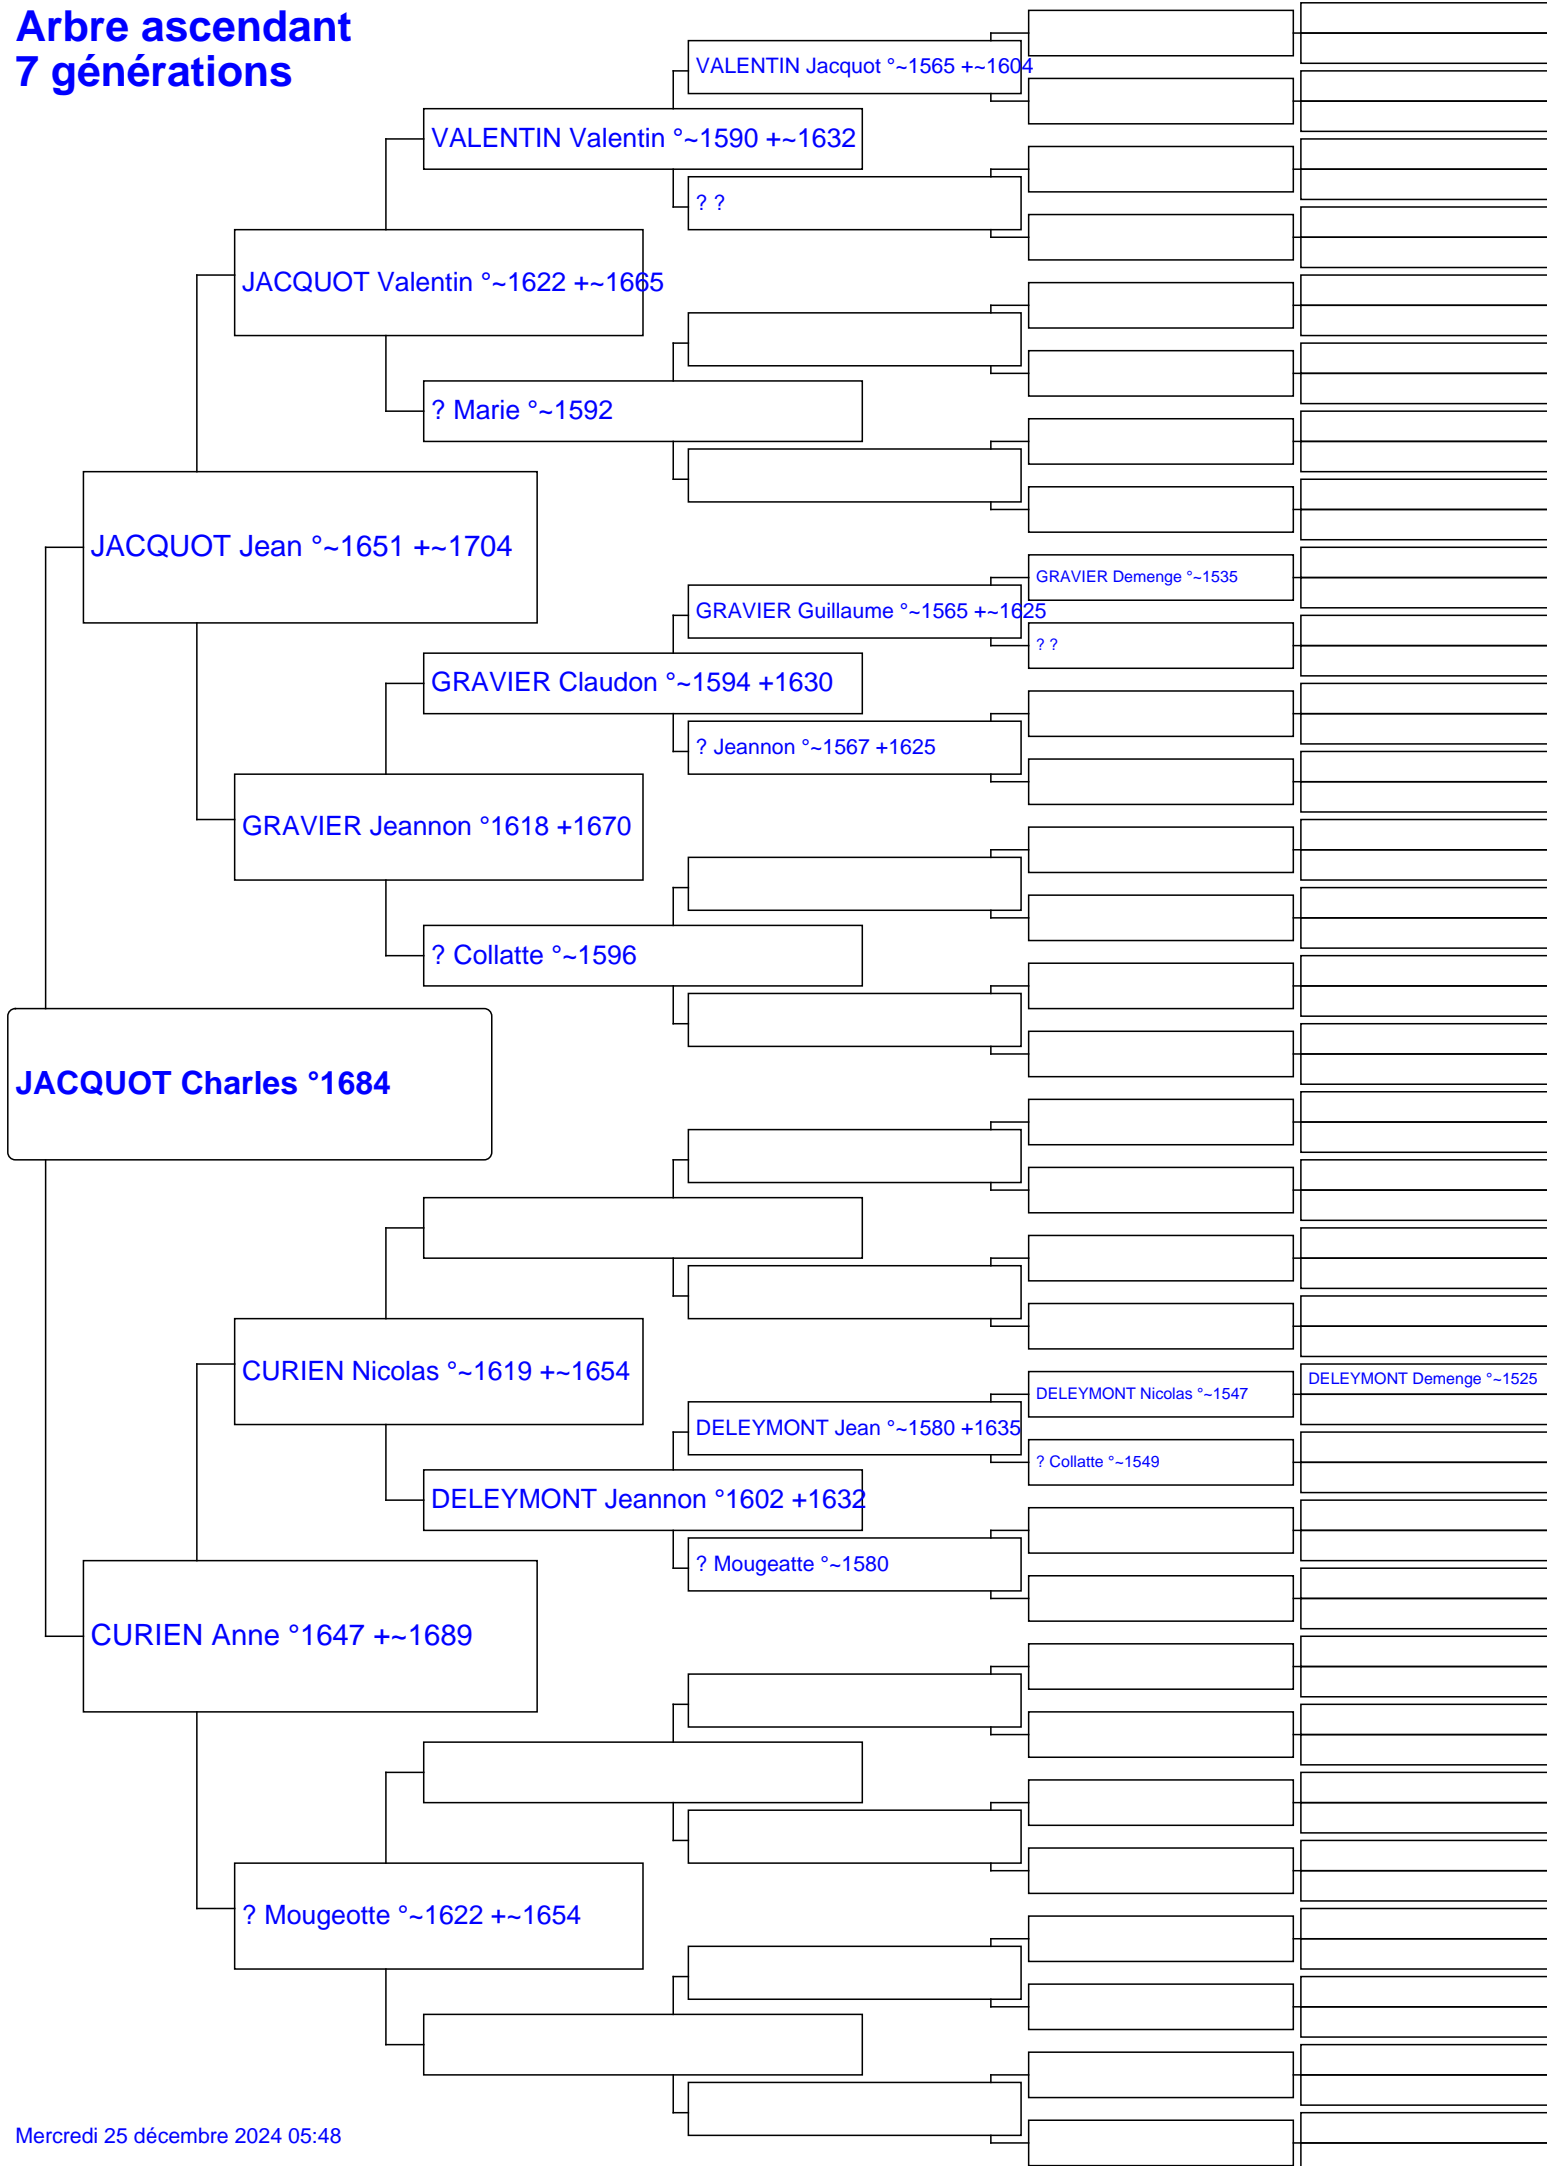 Arbre ascendant
7 générations
VALENTIN Jacquot °~1565 +~1604
VALENTIN Valentin °~1590 +~1632
? ?
JACQUOT Valentin °~1622 +~1665
? Marie °~1592
JACQUOT Jean °~1651 +~1704
GRAVIER Demenge °~1535
GRAVIER Guillaume °~1565 +~1625
? ?
GRAVIER Claudon °~1594 +1630
? Jeannon °~1567 +1625
GRAVIER Jeannon °1618 +1670
? Collatte °~1596
JACQUOT Charles °1684
CURIEN Nicolas °~1619 +~1654
DELEYMONT Demenge °~1525
DELEYMONT Nicolas °~1547
DELEYMONT Jean °~1580 +1635
? Collatte °~1549
DELEYMONT Jeannon °1602 +1632
? Mougeatte °~1580
CURIEN Anne °1647 +~1689
? Mougeotte °~1622 +~1654
Mercredi 25 décembre 2024 05:48